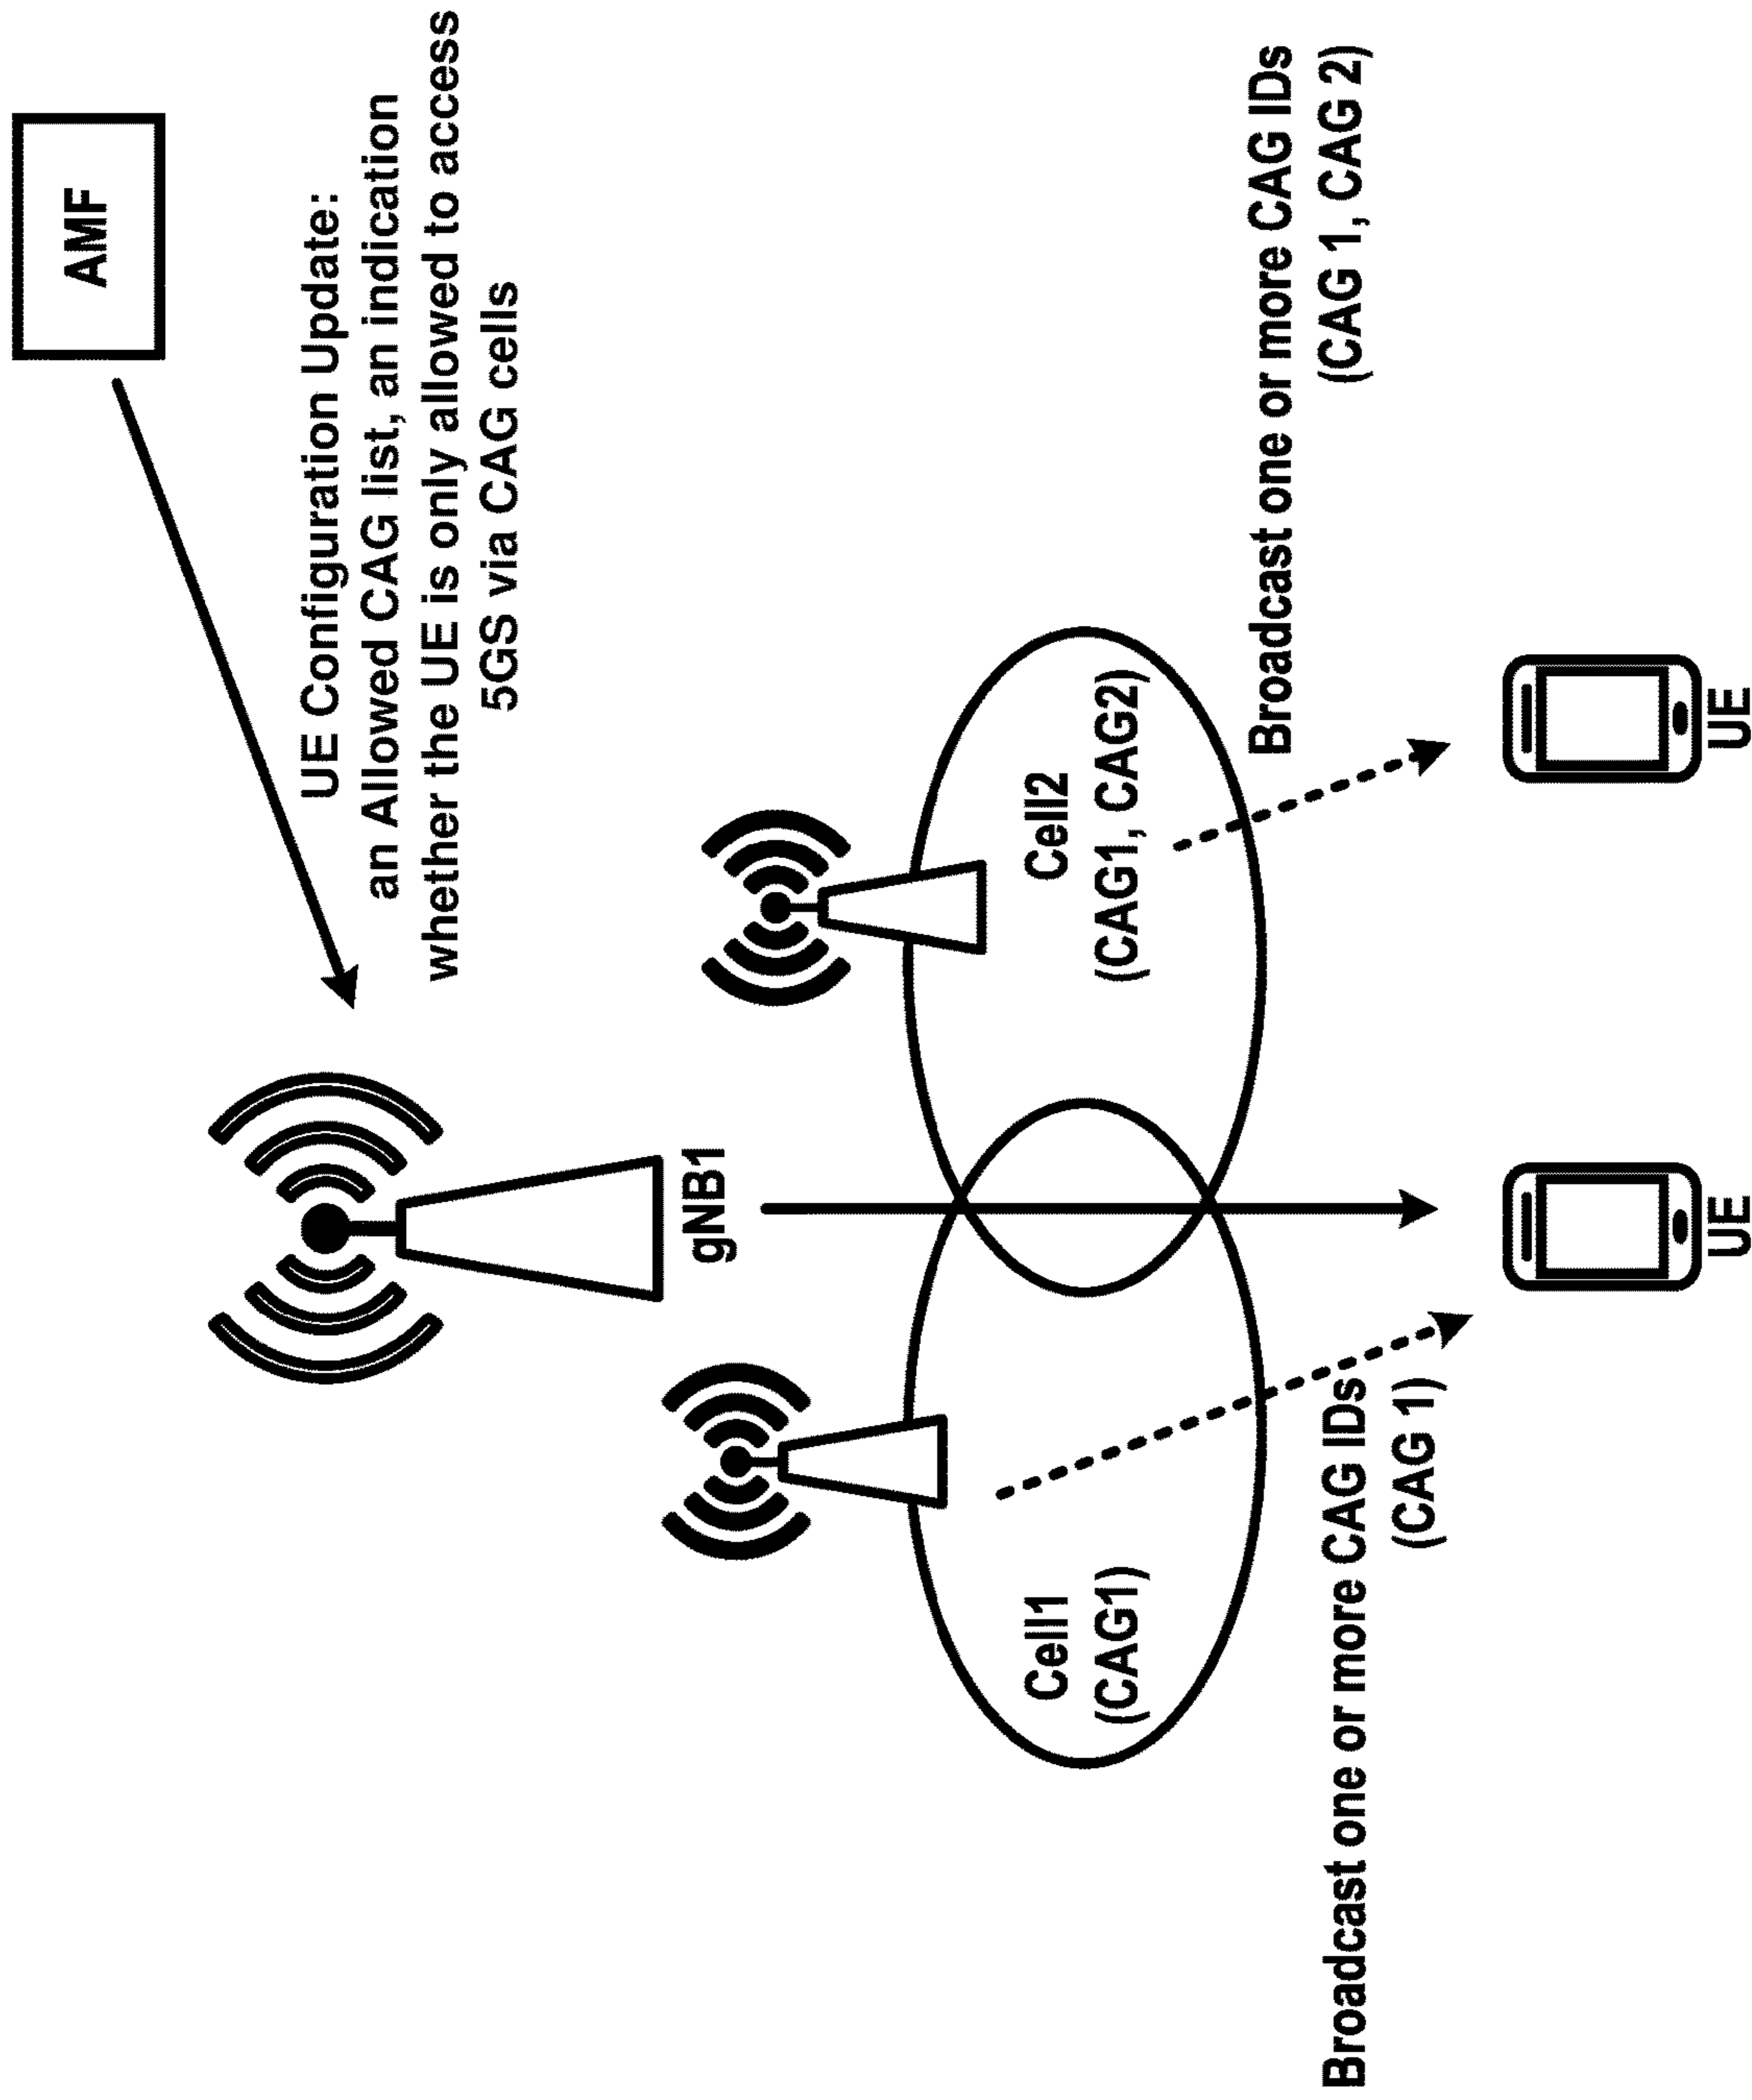 AMF
UE Configuration Update:
an Allowed CAG list, an indication
whether the UE is only allowed to access
5GS via CAG cells
gNB1
Cell1
(CAG1)
Cell2
(CAG1, CAG2)
Broadcast one or more CAG IDs
(CAG 1, CAG 2)
Broadcast one or more CAG IDs
(CAG 1)
UE
UE